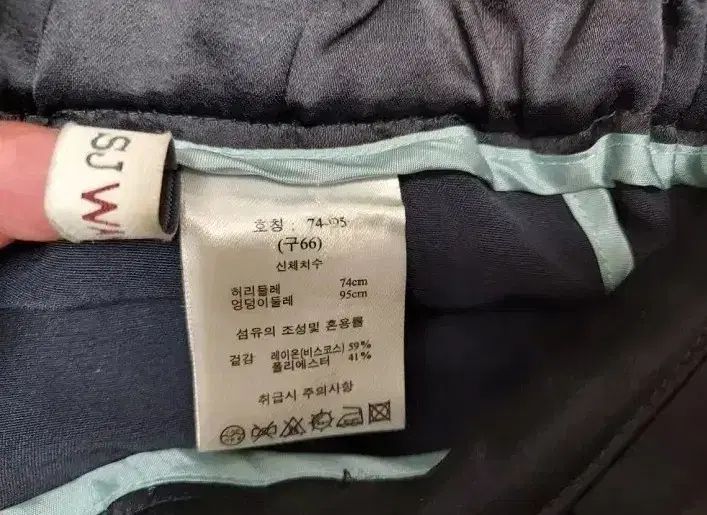 SJ WA
호칭 : 74-95
(구66)
신체치수
허리둘레 74cm
엉덩이둘레 95cm
섬유의 조성및 혼용률
겉감 레이온(비스코스) 59%
폴리에스터 41%
취급시 주의사항